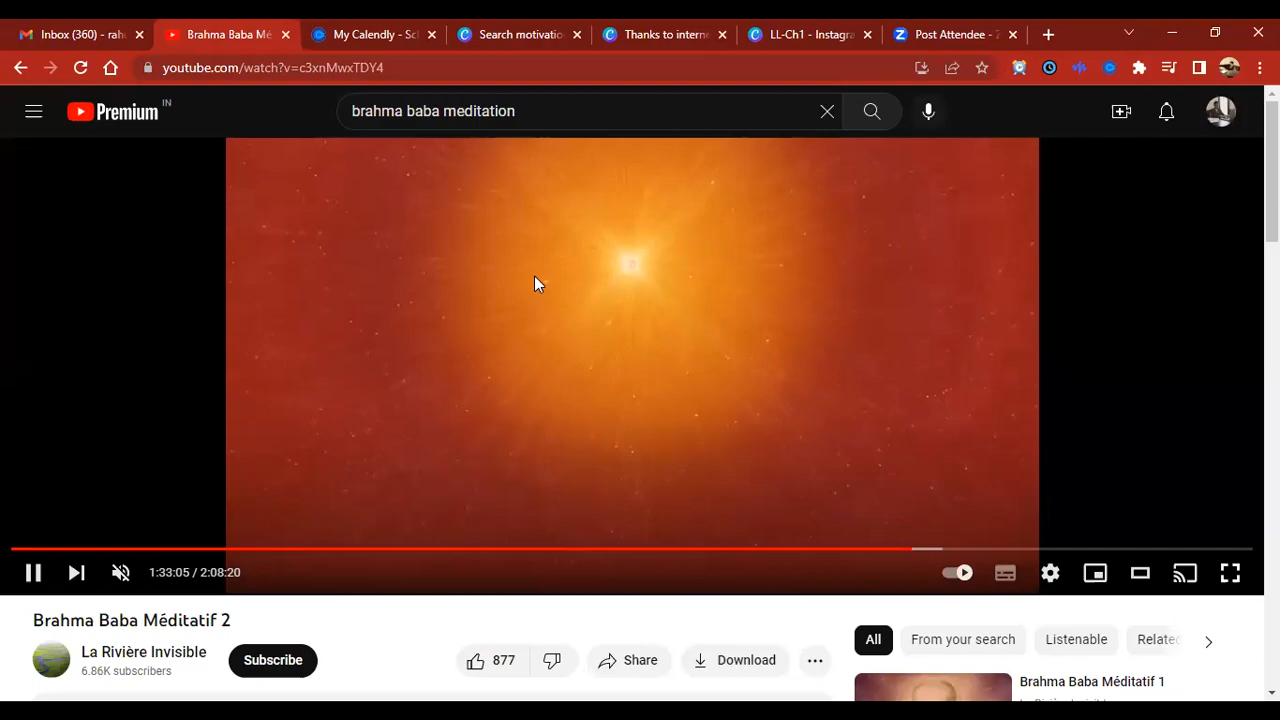 Inbox (360) - rah
Brahma Baba Mé
My Calendly - Sc
Search motivatio
Thanks to intern
LL-Ch1 - Instagra
Post Attendee - Z
youtube.com/watch?v=c3xnMwxTDY4
Premium IN
brahma baba meditation
1:33:05 / 2:08:20
Brahma Baba Méditatif 2
La Rivière Invisible
6.86K subscribers
Subscribe
877
Share
Download
All
From your search
Listenable
Related
Brahma Baba Méditatif 1